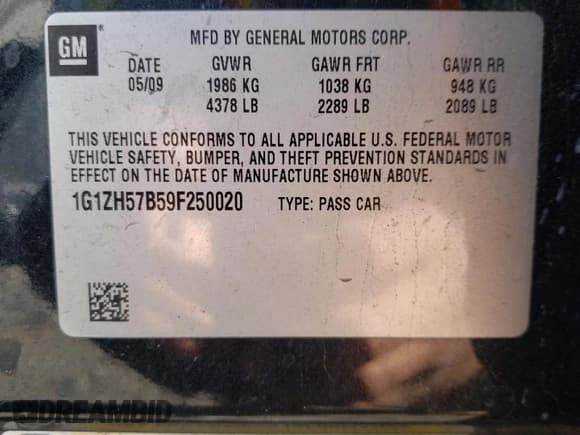 GM
MFD BY GENERAL MOTORS CORP.
DATE GVWR GAWR FRT GAWR RR
05/09 1986 KG 1038 KG 948 KG
4378 LB 2289 LB 2089 LB
THIS VEHICLE CONFORMS TO ALL APPLICABLE U.S. FEDERAL MOTOR
VEHICLE SAFETY, BUMPER, AND THEFT PREVENTION STANDARDS IN
EFFECT ON THE DATE OF MANUFACTURE SHOWN ABOVE.
1G1ZH57B59F250020 TYPE: PASS CAR
DREAMBID